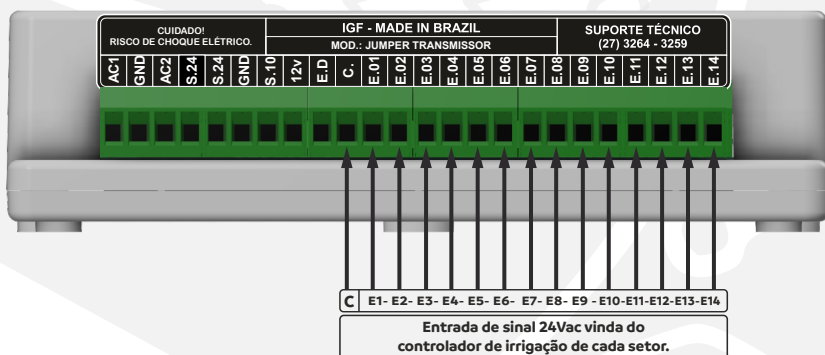 CUIDADO!
RISCO DE CHOQUE ELÉTRICO.
IGF - MADE IN BRAZIL
MOD.: JUMPER TRANSMISSOR
SUPORTE TÉCNICO
(27) 3264 - 3259
AC1 GND AC2 S.24 S.24 GND S.10 12v E.D C. E.01 E.02 E.03 E.04 E.05 E.06 E.07 E.08 E.09 E.10 E.11 E.12 E.13 E.14
C E1- E2- E3- E4- E5- E6- E7- E8- E9 - E10-E11-E12-E13-E14
Entrada de sinal 24Vac vinda do
controlador de irrigação de cada setor.